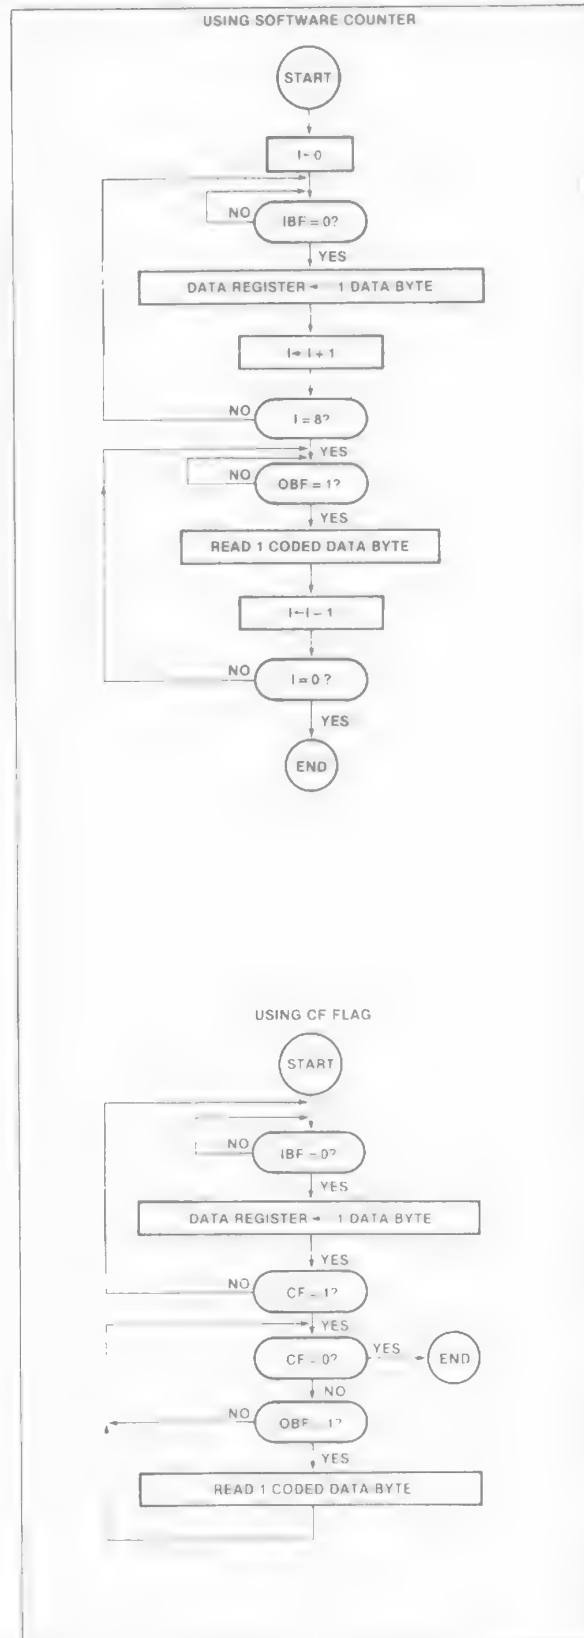 USING SOFTWARE COUNTER
START
I←0
NO
IBF = 0?
YES
DATA REGISTER ← 1 DATA BYTE
I← I + 1
NO
I = 8?
YES
NO
OBF = 1?
YES
READ 1 CODED DATA BYTE
I←I − 1
NO
I = 0 ?
YES
END
USING CF FLAG
START
NO
IBF = 0?
YES
DATA REGISTER ← 1 DATA BYTE
YES
NO
CF = 1?
YES
CF = 0?
YES
END
NO
NO
OBF = 1?
YES
READ 1 CODED DATA BYTE